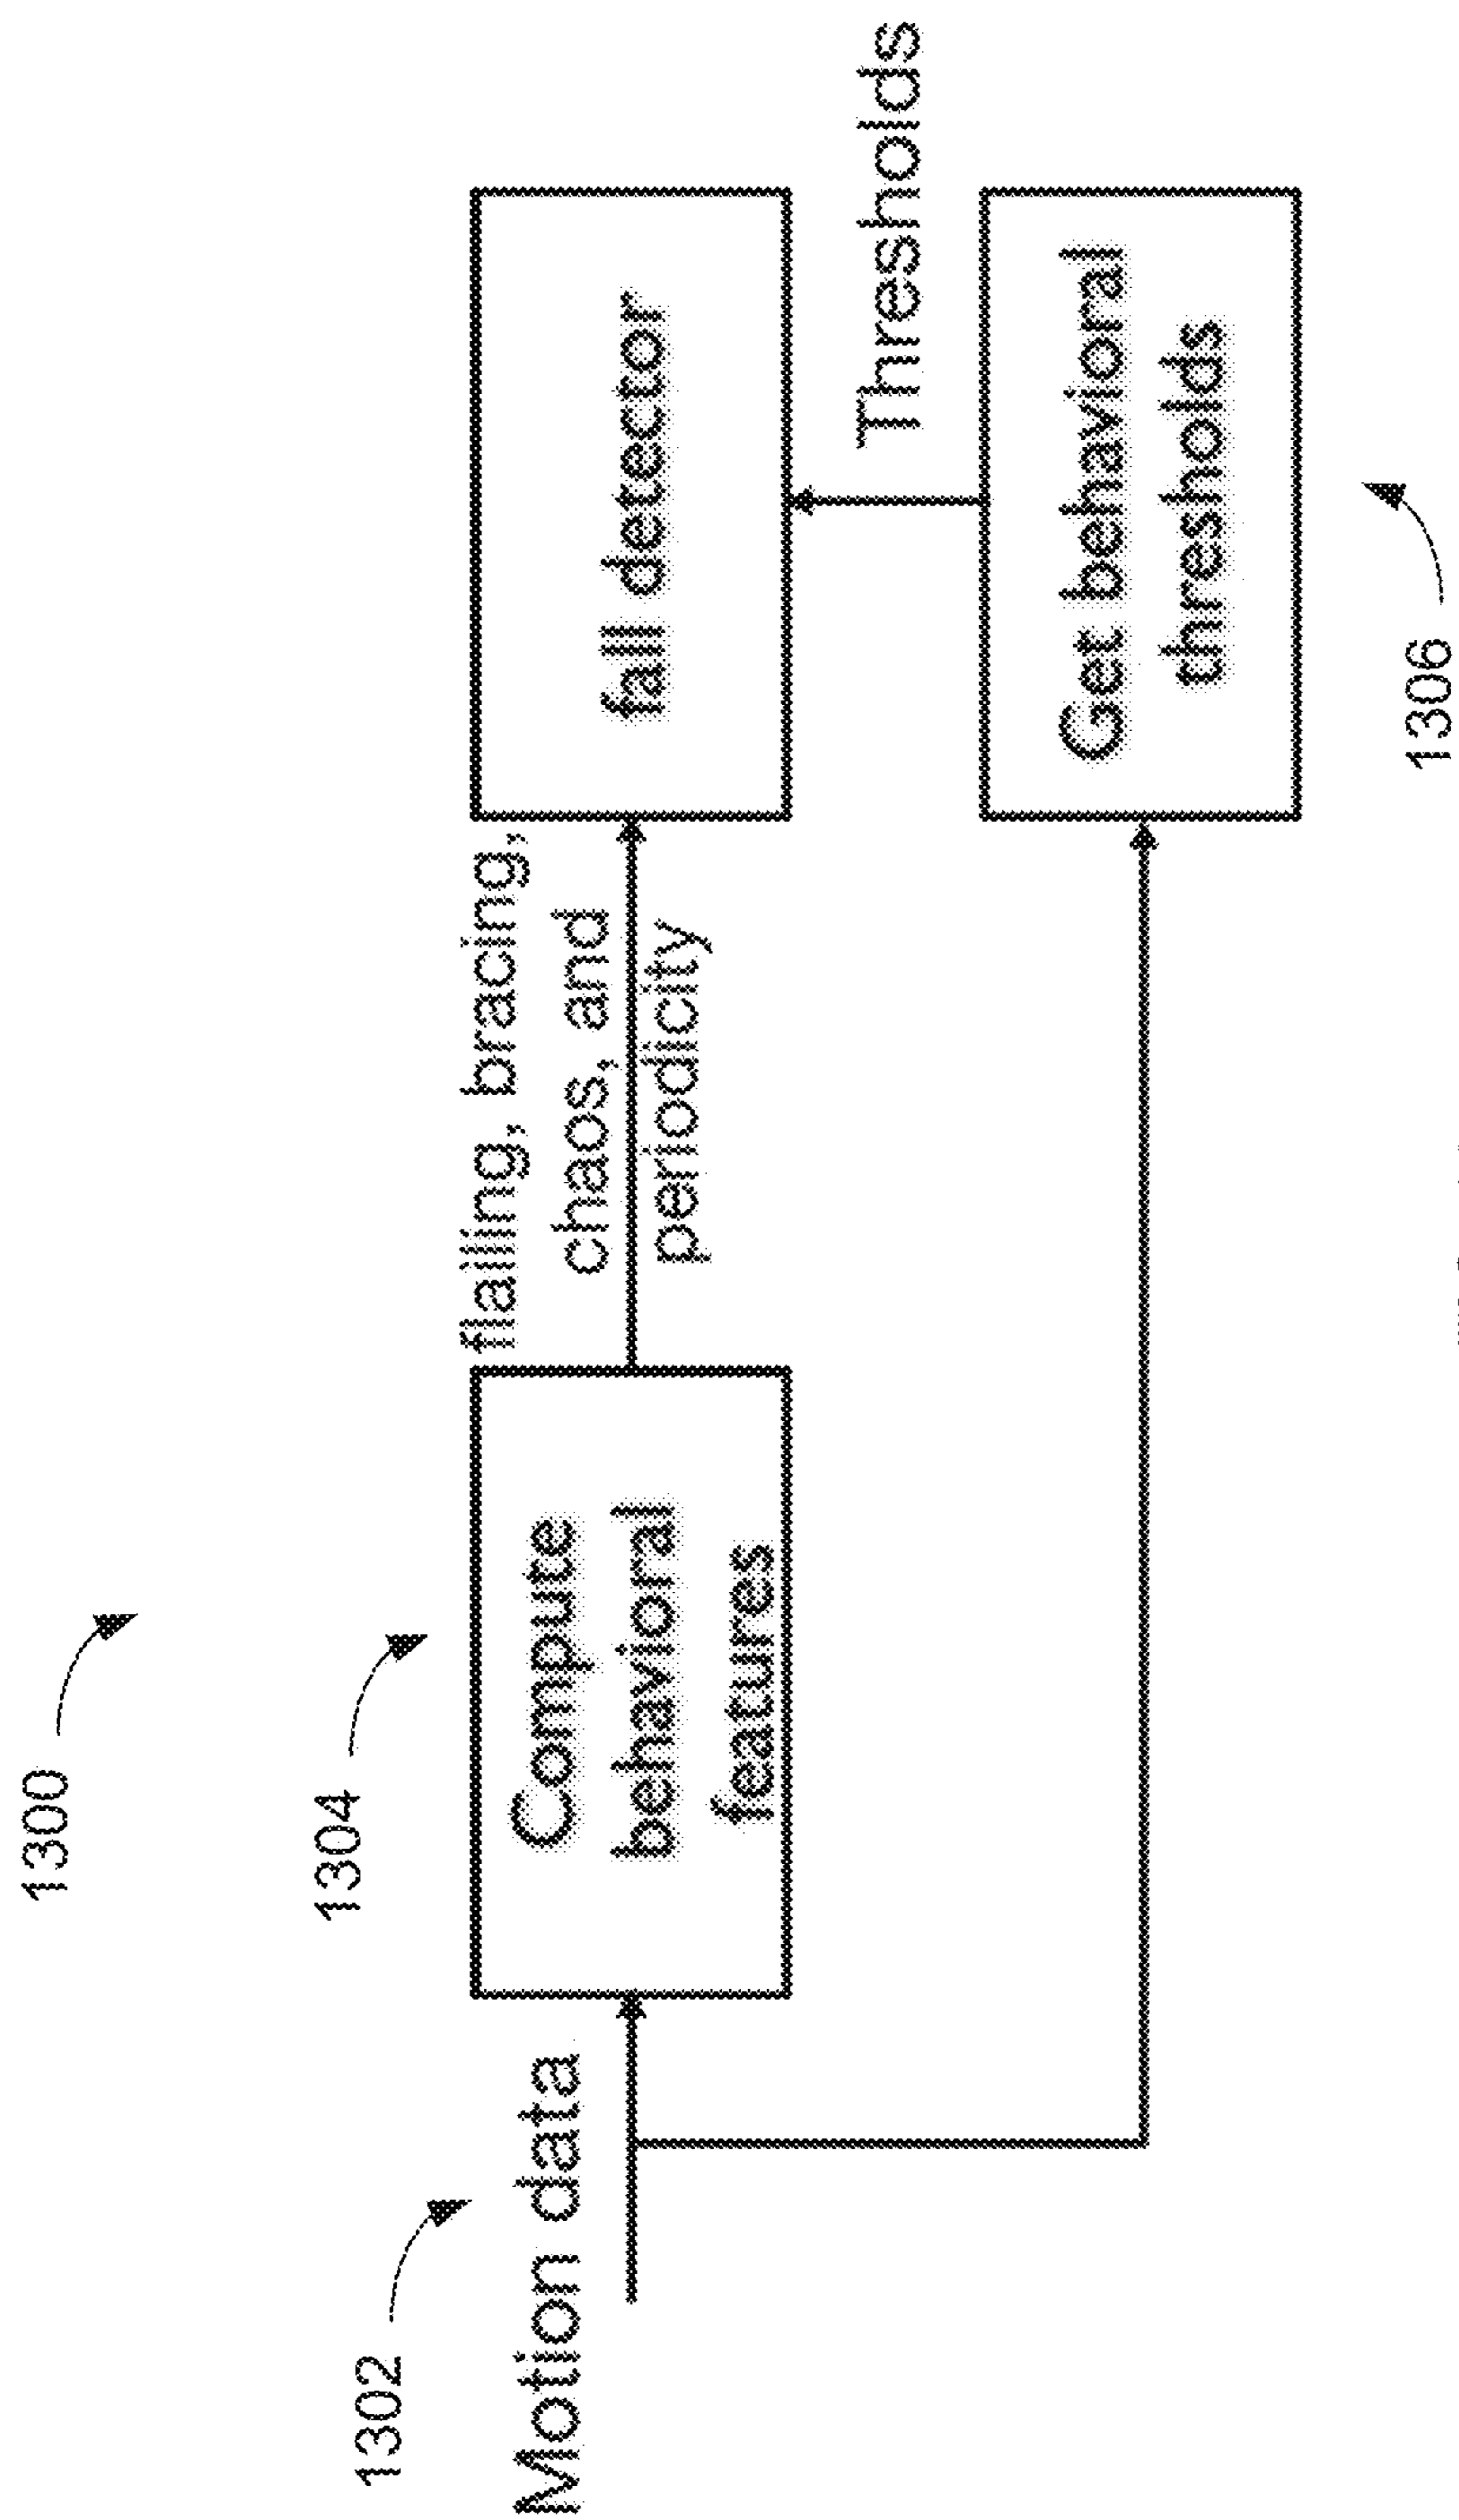 1300
1304
1302
Motion data
Compute
behavioral
features
flailing, bracing,
chaos, and
periodicity
fall detector
Thresholds
Get behavioral
thresholds
1306